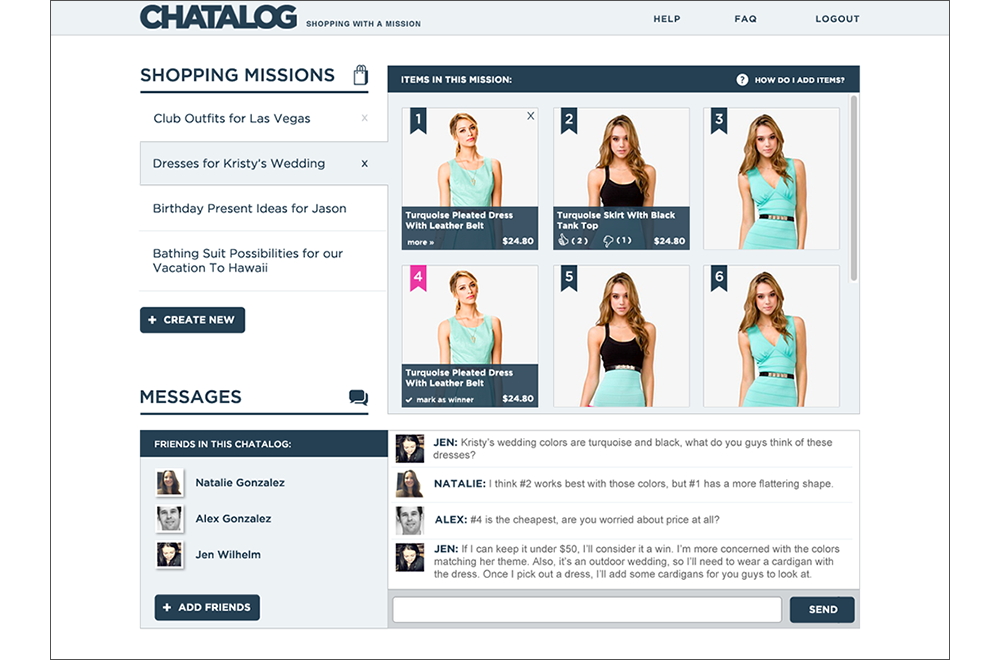 CHATALOG SHOPPING WITH A MISSION
HELP FAQ LOGOUT
SHOPPING MISSIONS
Club Outfits for Las Vegas x
Dresses for Kristy's Wedding x
Birthday Present Ideas for Jason
Bathing Suit Possibilities for our
Vacation To Hawaii
+ CREATE NEW
ITEMS IN THIS MISSION:
? HOW DO I ADD ITEMS?
1 X
Turquoise Pleated Dress
With Leather Belt
more » $24.80
2
Turquoise Skirt With Black
Tank Top
(2) (1) $24.80
3
4
Turquoise Pleated Dress
With Leather Belt
mark as winner $24.80
5
6
MESSAGES
FRIENDS IN THIS CHATALOG:
Natalie Gonzalez
Alex Gonzalez
Jen Wilhelm
+ ADD FRIENDS
JEN: Kristy's wedding colors are turquoise and black, what do you guys think of these
dresses?
NATALIE: I think #2 works best with those colors, but #1 has a more flattering shape.
ALEX: #4 is the cheapest, are you worried about price at all?
JEN: If I can keep it under $50, I'll consider it a win. I'm more concerned with the colors
matching her theme. Also, it's an outdoor wedding, so I'll need to wear a cardigan with
the dress. Once I pick out a dress, I'll add some cardigans for you guys to look at.
SEND